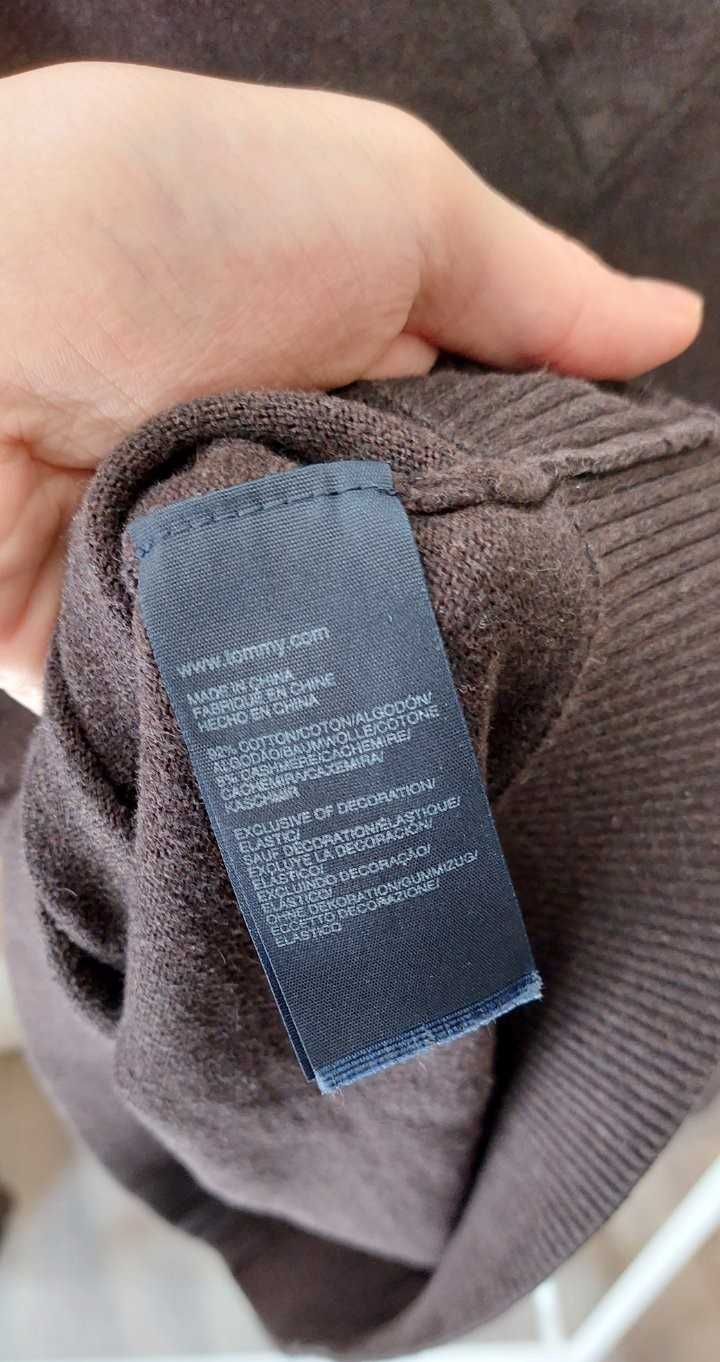 www.tommy.com
MADE IN CHINA
FABRIQUÉ EN CHINE
HECHO EN CHINA
92% COTTON/COTON/ALGODÓN/
ALGODÃO/BAUMWOLLE/COTONE
8% CASHMERE/CACHEMIRE/
CACHEMIRA/CAXEMIRA/
KASCHMIR
EXCLUSIVE OF DECORATION/
ELASTIC/
SAUF DÉCORATION/ÉLASTIQUE/
EXCLUYE LA DECORACIÓN/
ELÁSTICO/
EXCLUINDO DECORAÇÃO/
ELÁSTICO/
OHNE DEKORATION/GUMMIZUG/
ECCETTO DECORAZIONE/
ELASTICO